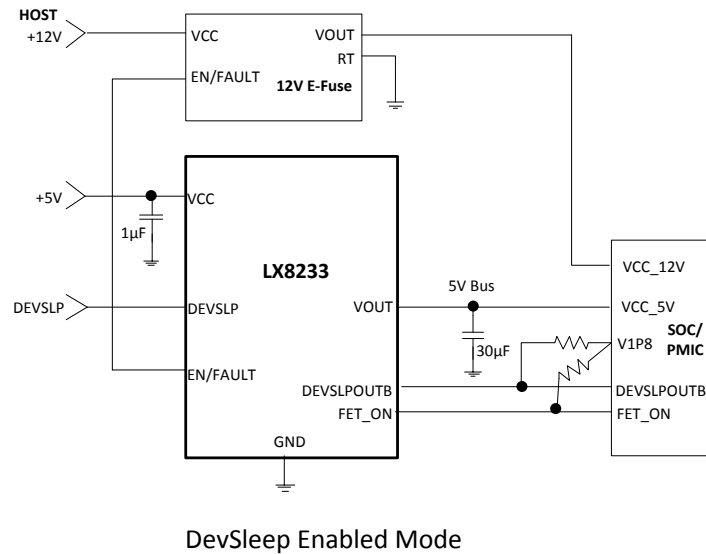 HOST
+12V
VCC
VOUT
RT
EN/FAULT
12V E-Fuse
+5V
VCC
1µF
LX8233
DEVSLP
DEVSLP
VOUT
5V Bus
30µF
EN/FAULT
DEVSLPOUTB
FET_ON
GND
VCC_12V
VCC_5V
SOC/
PMIC
V1P8
DEVSLPOUTB
FET_ON
DevSleep Enabled Mode